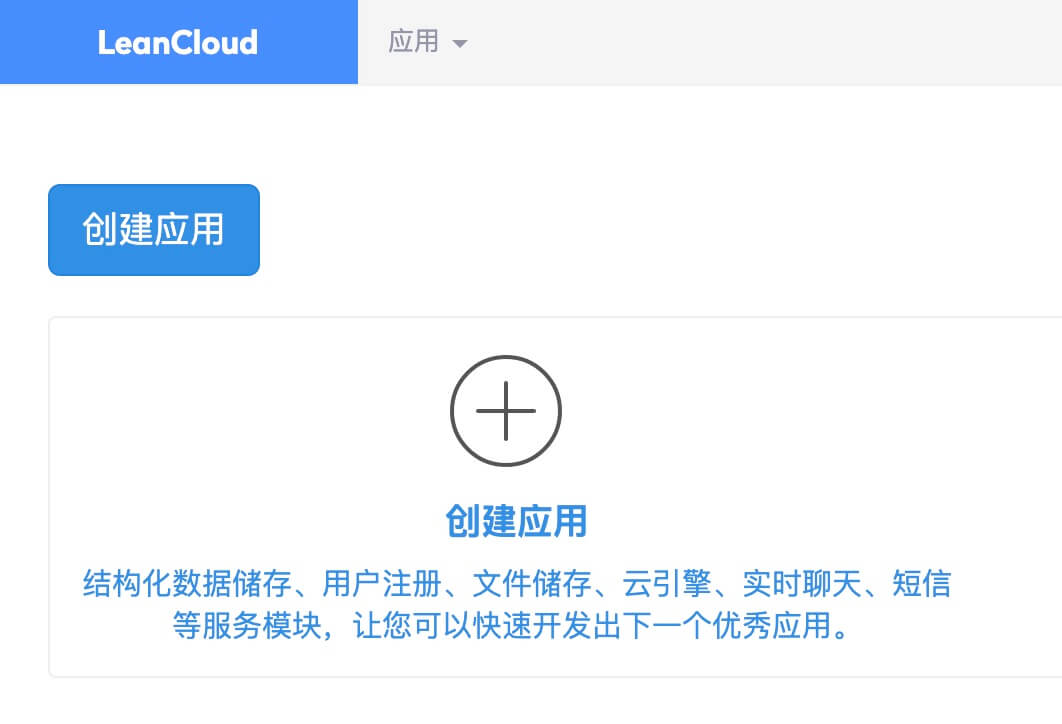 LeanCloud
应用
创建应用
创建应用
结构化数据储存、用户注册、文件储存、云引擎、实时聊天、短信
等服务模块，让您可以快速开发出下一个优秀应用。